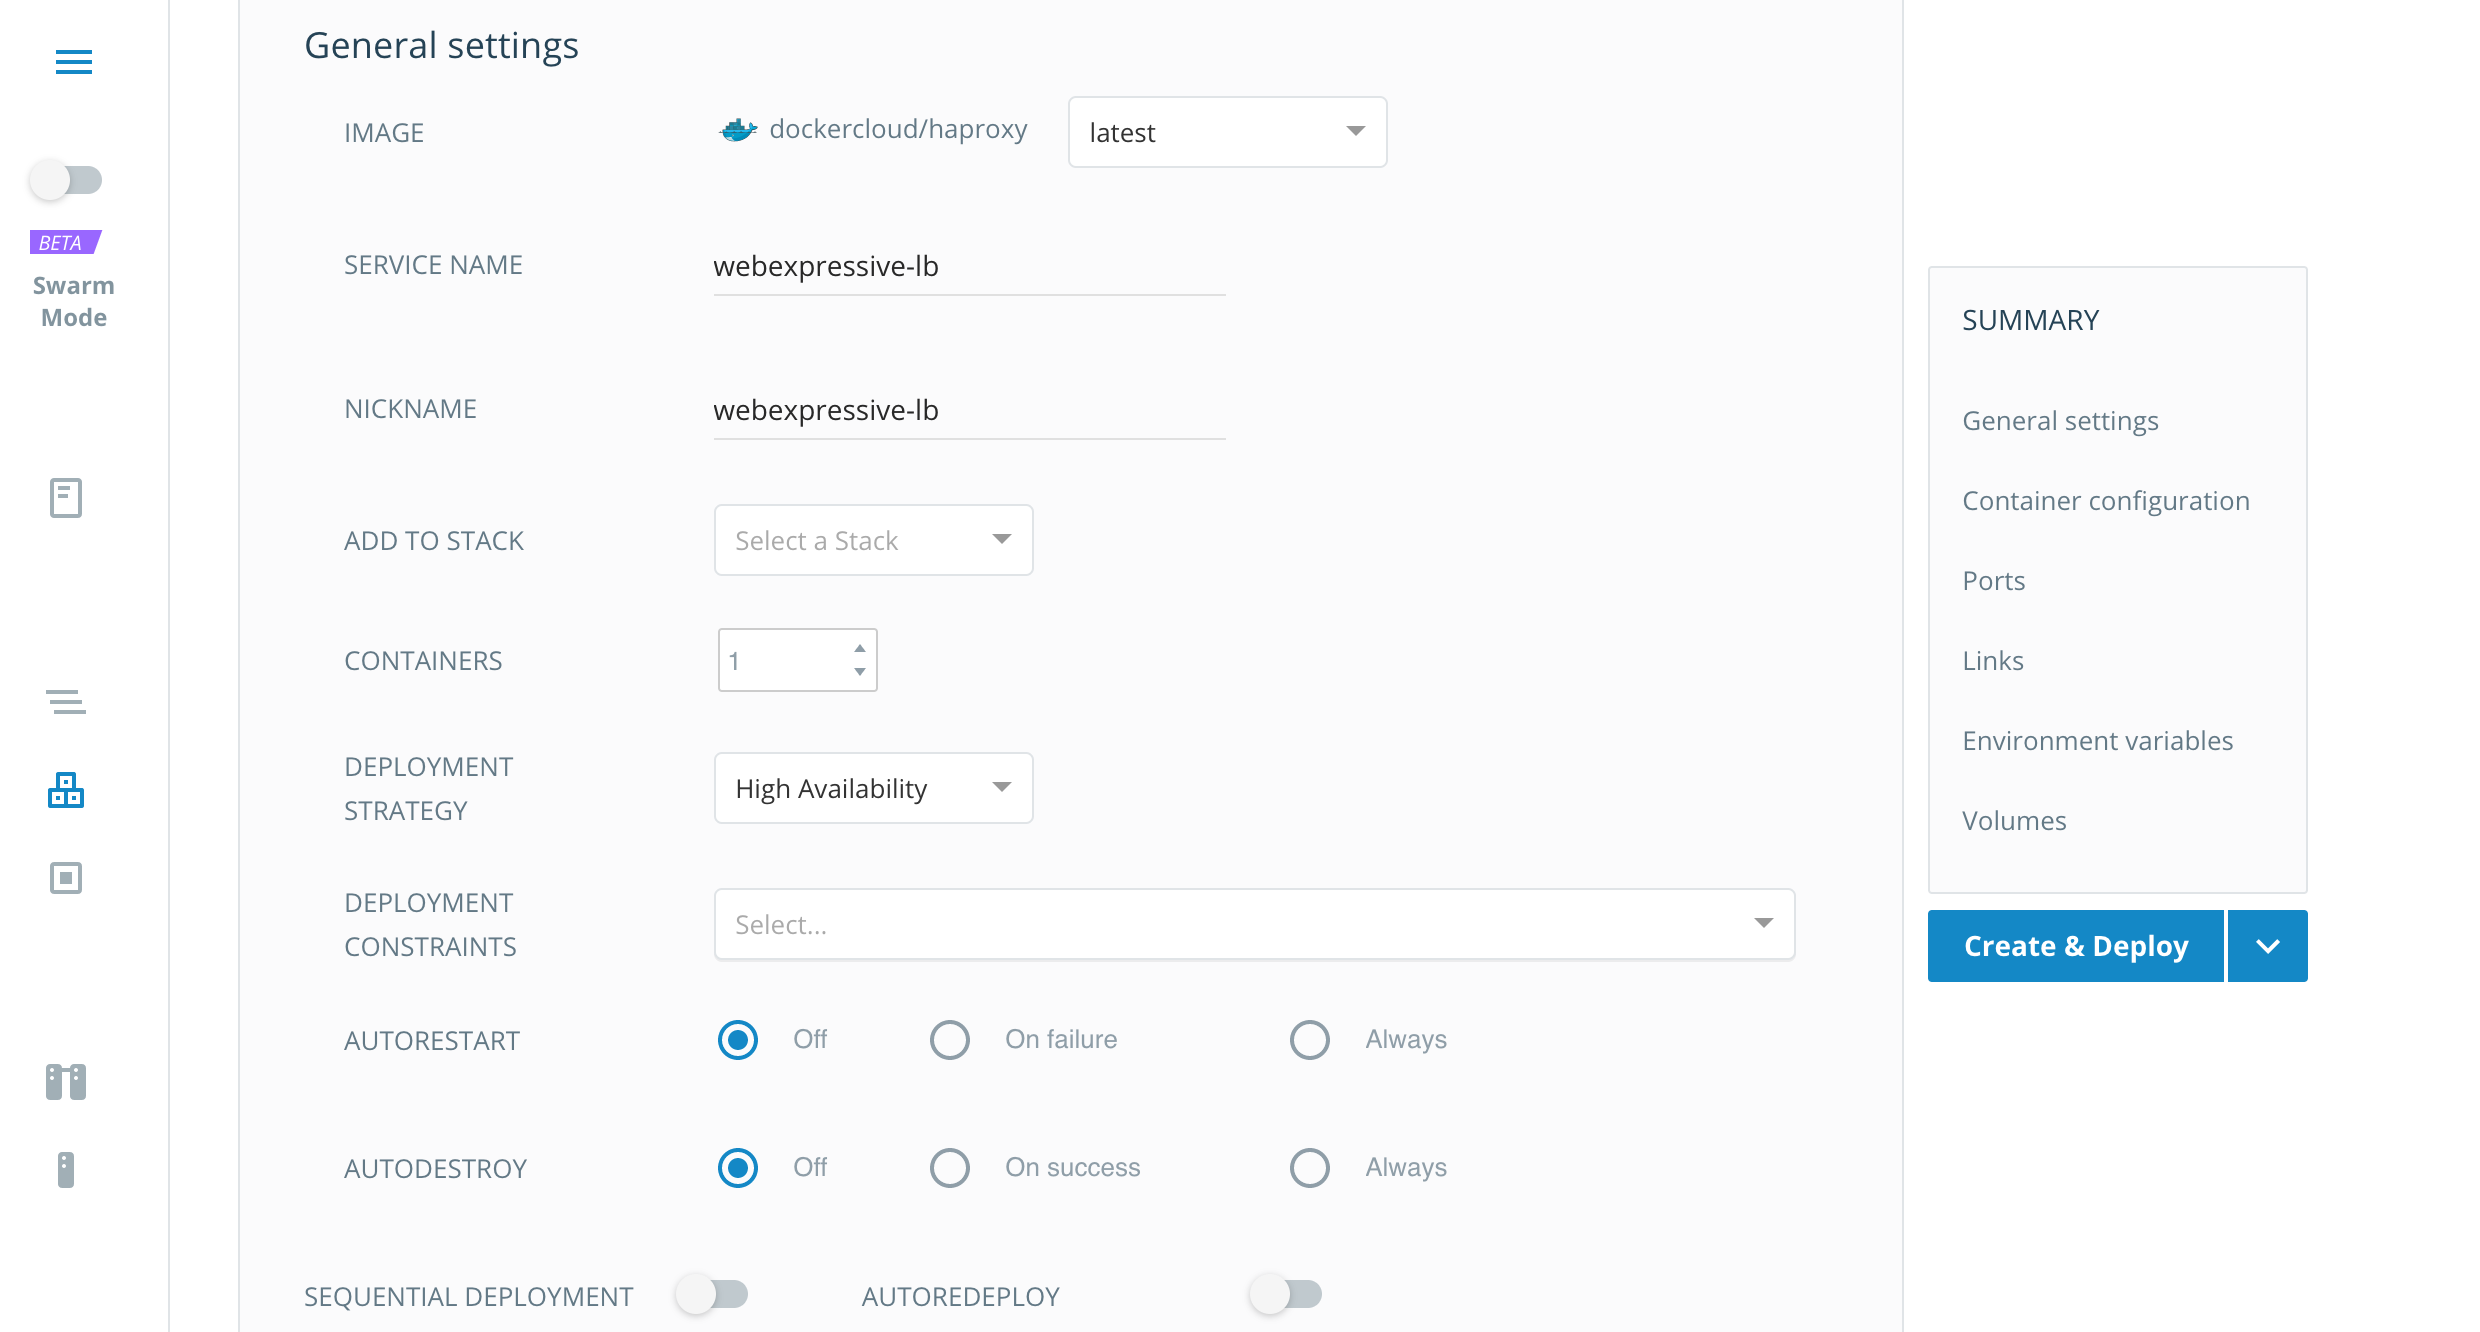 General settings
IMAGE
dockercloud/haproxy
latest
BETA
Swarm
Mode
SERVICE NAME
webexpressive-lb
NICKNAME
webexpressive-lb
ADD TO STACK
Select a Stack
CONTAINERS
1
DEPLOYMENT
STRATEGY
High Availability
DEPLOYMENT
CONSTRAINTS
Select...
AUTORESTART
Off
On failure
Always
AUTODESTROY
Off
On success
Always
SEQUENTIAL DEPLOYMENT
AUTOREDEPLOY
SUMMARY
General settings
Container configuration
Ports
Links
Environment variables
Volumes
Create & Deploy